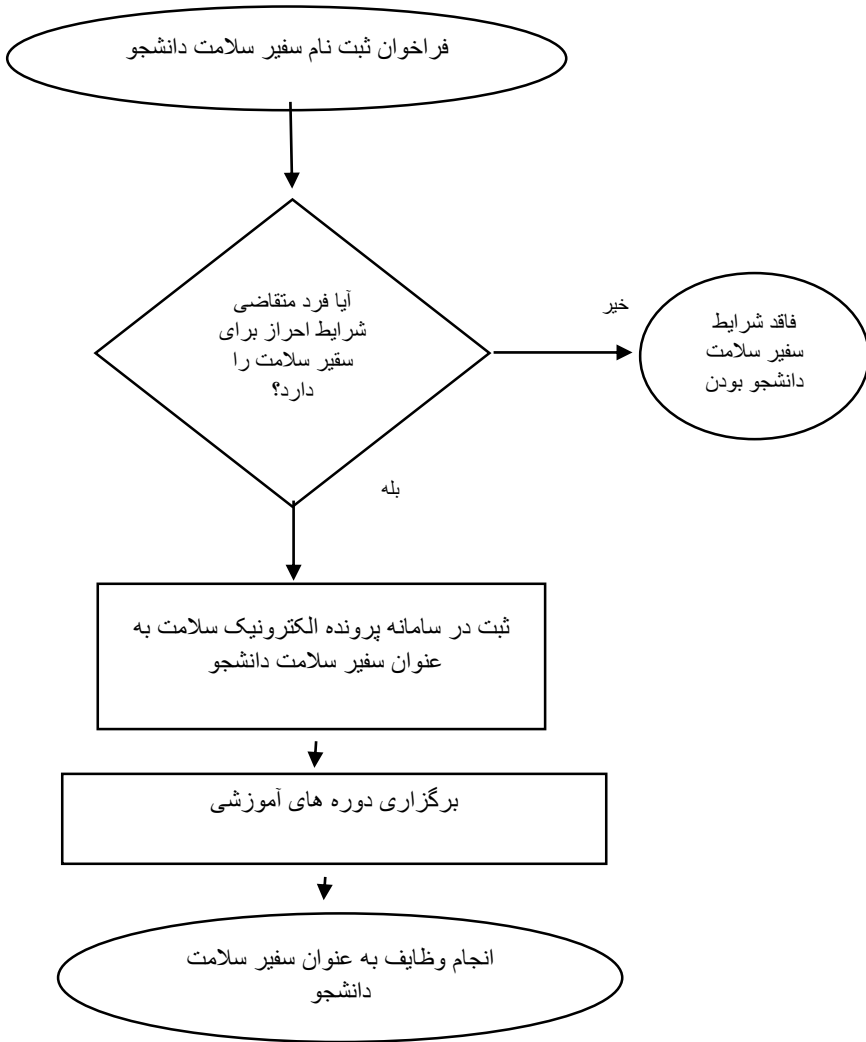 فراخوان ثبت نام سفیر سلامت دانشجو
آیا فرد متقاضی
شرایط احراز برای
سقیر سلامت را
دارد؟
خیر
فاقد شرایط
سفیر سلامت
دانشجو بودن
بله
ثبت در سامانه پرونده الکترونیک سلامت به
عنوان سفیر سلامت دانشجو
برگزاری دوره های آموزشی
انجام وظایف به عنوان سفیر سلامت
دانشجو